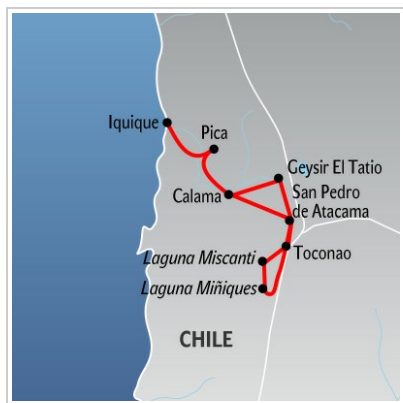 Iquique
Pica
Geysir El Tatio
Calama
San Pedro
de Atacama
Toconao
Laguna Miscanti
Laguna Miñiques
CHILE